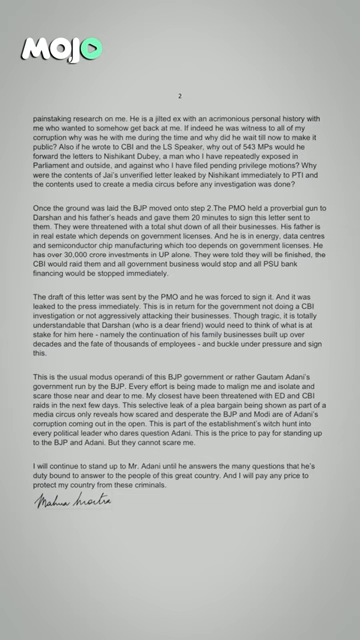 MOJO
2
painstaking research on me. He is a jilted ex with an acrimonious personal history with
me who wanted to somehow get back at me. If indeed he was witness to all of my
corruption why was he with me during the time and why did he wait till now to make it
public? Also if he wrote to CBI and the LS Speaker, why out of 543 MPs would he
forward the letters to Nishikant Dubey, a man who I have repeatedly exposed in
Parliament and outside, and against who I have filed pending privilege motions? Why
were the contents of Jai's unverified letter leaked by Nishikant immediately to PTI and
the contents used to create a media circus before any investigation was done?
Once the ground was laid the BJP moved onto step 2.The PMO held a proverbial gun to
Darshan and his father's heads and gave them 20 minutes to sign this letter sent to
them. They were threatened with a total shut down of all their businesses. His father is
in real estate which depends on government licenses. And he is in energy, data centres
and semiconductor chip manufacturing which too depends on government licenses. He
has over 30,000 crore investments in UP alone. They were told they will be finished, the
CBI would raid them and all government business would stop and all PSU bank
financing would be stopped immediately.
The draft of this letter was sent by the PMO and he was forced to sign it. And it was
leaked to the press immediately. This is in return for the government not doing a CBI
investigation or not aggressively attacking their businesses. Though tragic, it is totally
understandable that Darshan (who is a dear friend) would need to think of what is at
stake for him here - namely the continuation of his family businesses built up over
decades and the fate of thousands of employees - and buckle under pressure and sign
this.
This is the usual modus operandi of this BJP government or rather Gautam Adani's
government run by the BJP. Every effort is being made to malign me and isolate and
scare those near and dear to me. My closest have been threatened with ED and CBI
raids in the next few days. This selective leak of a plea bargain being shown as part of a
media circus only reveals how scared and desperate the BJP and Modi are of Adani's
corruption coming out in the open. This is part of the establishment's witch hunt into
every political leader who dares question Adani. This is the price to pay for standing up
to the BJP and Adani. But they cannot scare me.
I will continue to stand up to Mr. Adani until he answers the many questions that he's
duty bound to answer to the people of this great country. And I will pay any price to
protect my country from these criminals.
Mahua Moitra